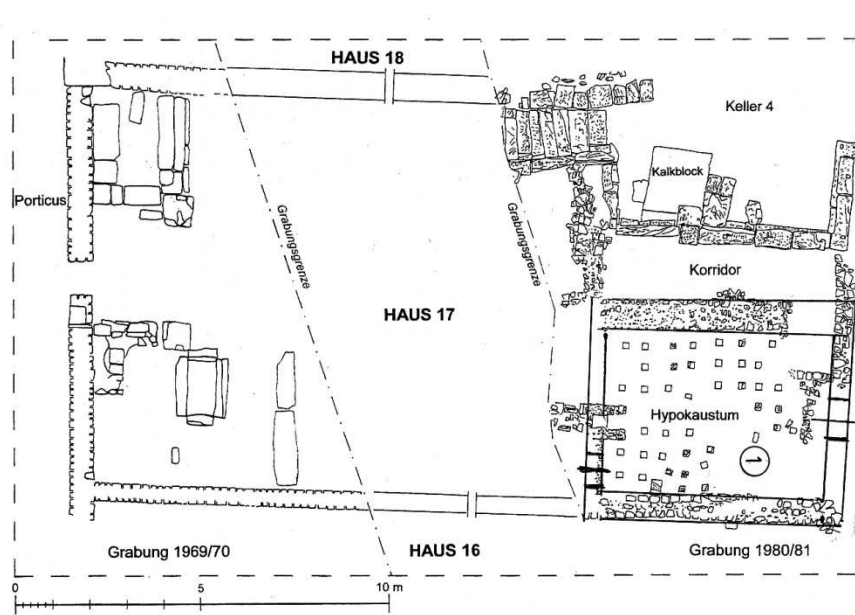 HAUS 18
Keller 4
Kalkblock
Porticus
Grabungsgrenze
Grabungsgrenze
Korridor
HAUS 17
Hypokaustum
1
Grabung 1969/70
HAUS 16
Grabung 1980/81
0
5
10 m